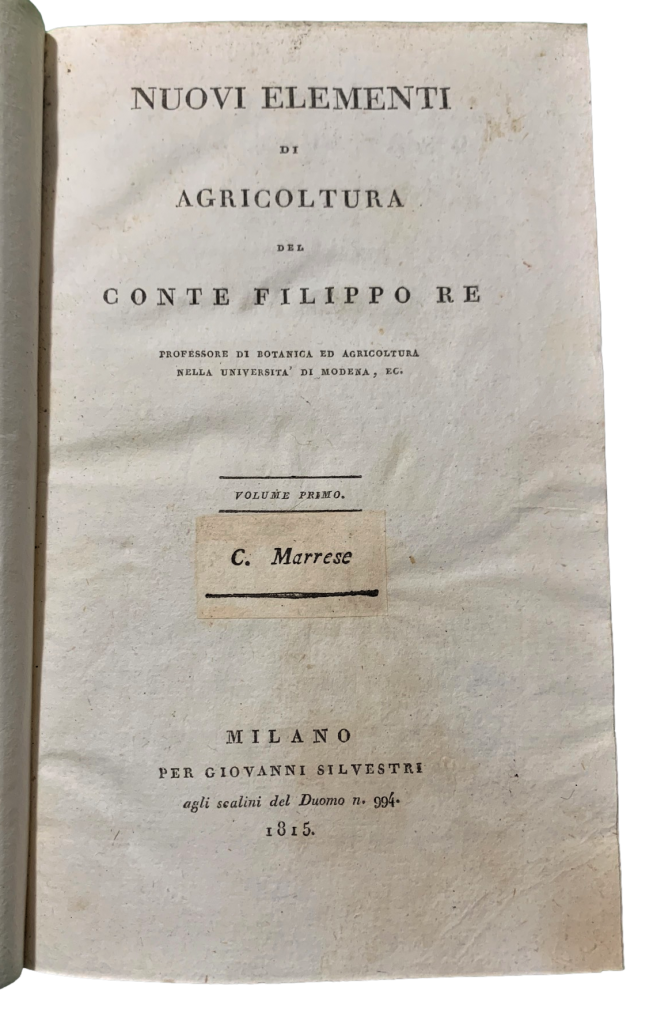 NUOVI ELEMENTI
DI
AGRICOLTURA
DEL
CONTE FILIPPO RE
PROFESSORE DI BOTANICA ED AGRICOLTURA
NELLA UNIVERSITA' DI MODENA, EC.
VOLUME PRIMO.
C. Marrese
MILANO
PER GIOVANNI SILVESTRI
agli scalini del Duomo n. 994.
1815.